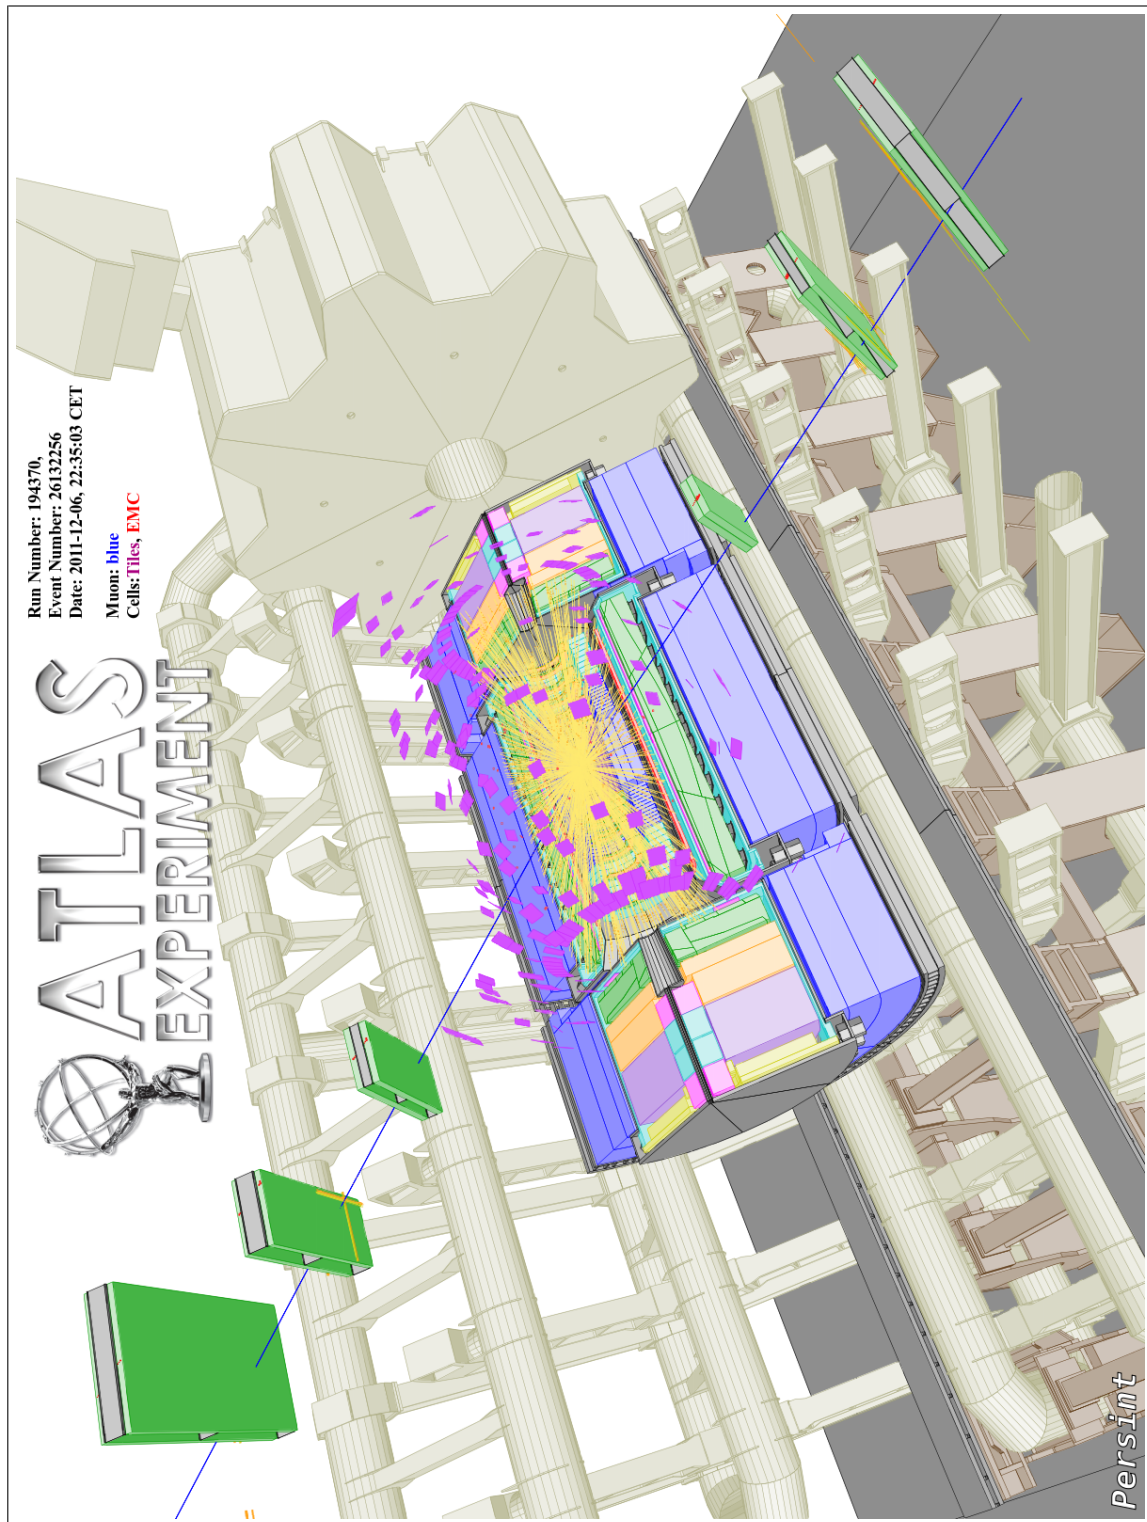 ATLAS
EXPERIMENT
Run Number: 194370,
Event Number: 26132256
Date: 2011-12-06, 22:35:03 CET
Muon: blue
Cells:Tiles, EMC
Persint